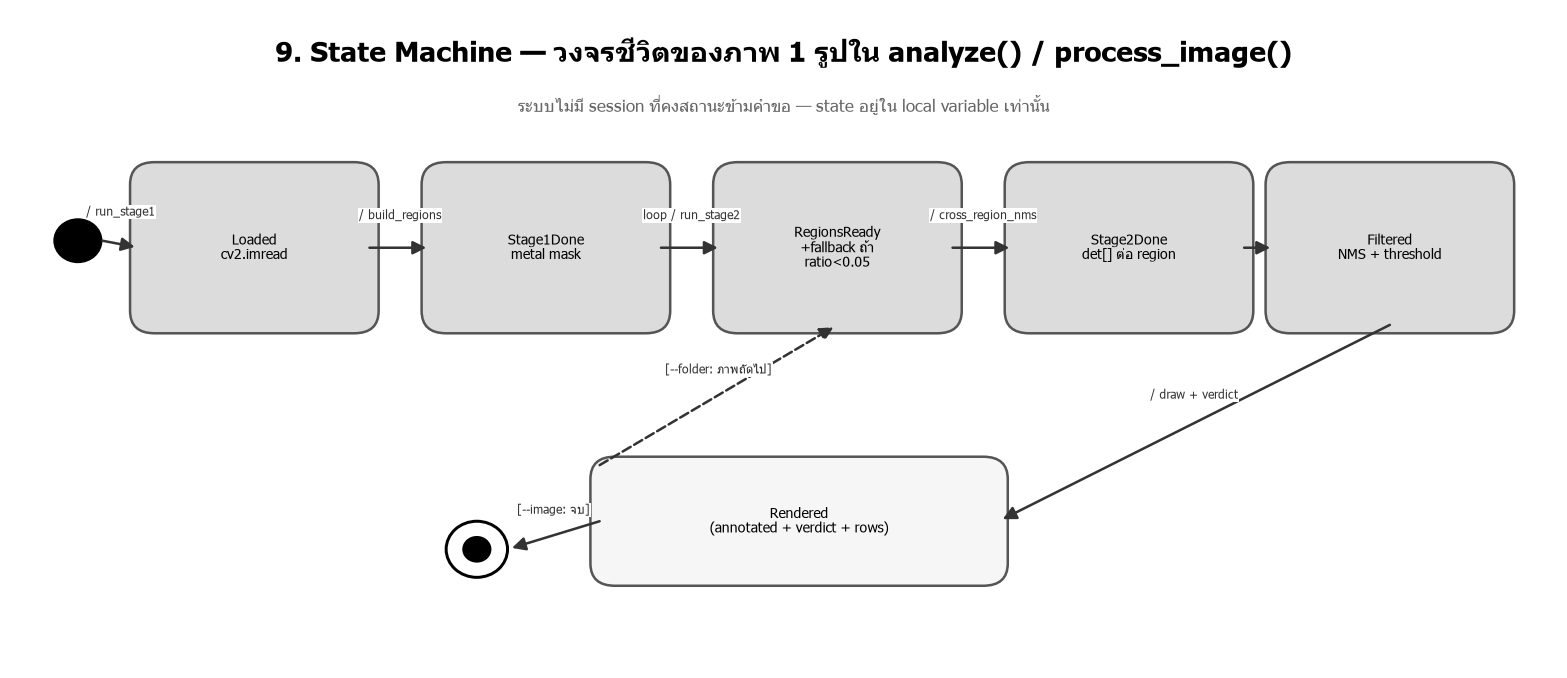 9. State Machine — วงจรชีวิตของภาพ 1 รูปใน analyze() / process_image()
ระบบไม่มี session ที่คงสถานะข้ามคำขอ — state อยู่ใน local variable เท่านั้น
/ run_stage1
Loaded
cv2.imread
/ build_regions
Stage1Done
metal mask
loop / run_stage2
RegionsReady
+fallback ถ้า
ratio<0.05
/ cross_region_nms
Stage2Done
det[] ต่อ region
Filtered
NMS + threshold
[--folder: ภาพถัดไป]
/ draw + verdict
[--image: จบ]
Rendered
(annotated + verdict + rows)